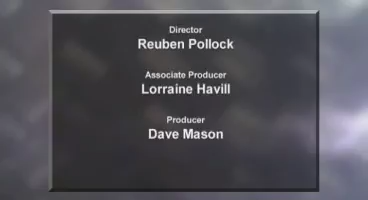 Director
Reuben Pollock
Associate Producer
Lorraine Havill
Producer
Dave Mason